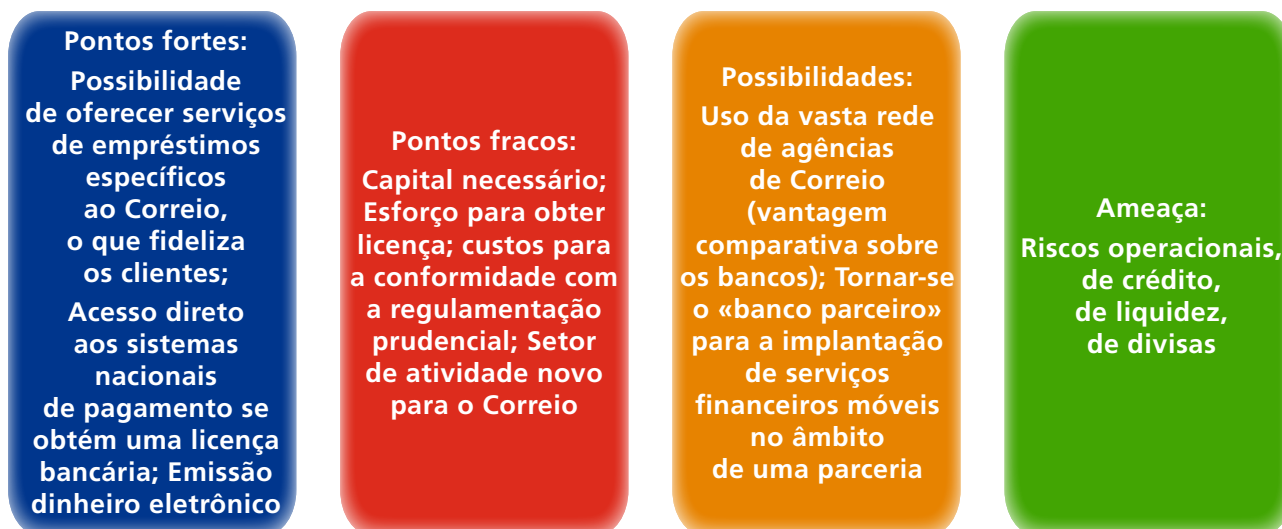 Pontos fortes:
Possibilidade
de oferecer serviços
de empréstimos
específicos
ao Correio,
o que fideliza
os clientes;
Acesso direto
aos sistemas
nacionais
de pagamento se
obtém uma licença
bancária; Emissão
dinheiro eletrônico
Pontos fracos:
Capital necessário;
Esforço para obter
licença; custos para
a conformidade com
a regulamentação
prudencial; Setor
de atividade novo
para o Correio
Possibilidades:
Uso da vasta rede
de agências
de Correio
(vantagem
comparativa sobre
os bancos); Tornar-se
o «banco parceiro»
para a implantação
de serviços
financeiros móveis
no âmbito
de uma parceria
Ameaça:
Riscos operacionais,
de crédito,
de liquidez,
de divisas